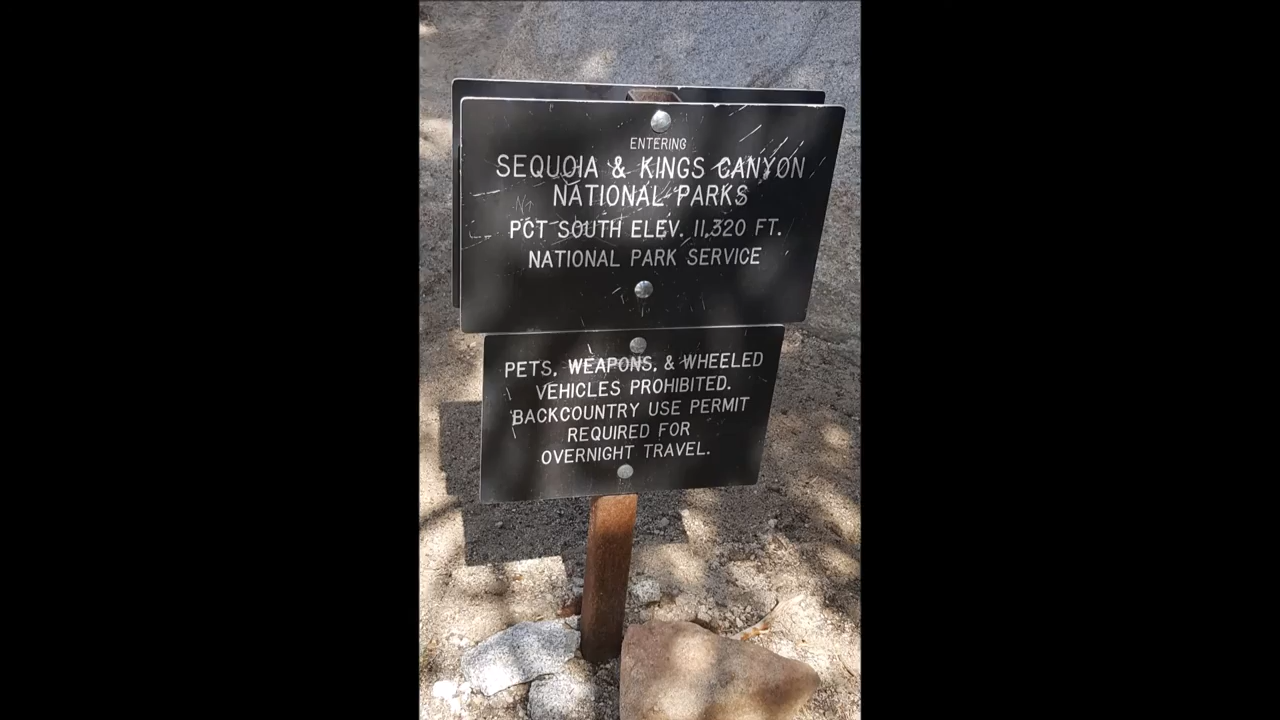 ENTERING
SEQUOIA & KINGS CANYON
NATIONAL PARKS
PCT SOUTH ELEV. 11,320 FT.
NATIONAL PARK SERVICE
PETS, WEAPONS, & WHEELED
VEHICLES PROHIBITED.
BACKCOUNTRY USE PERMIT
REQUIRED FOR
OVERNIGHT TRAVEL.